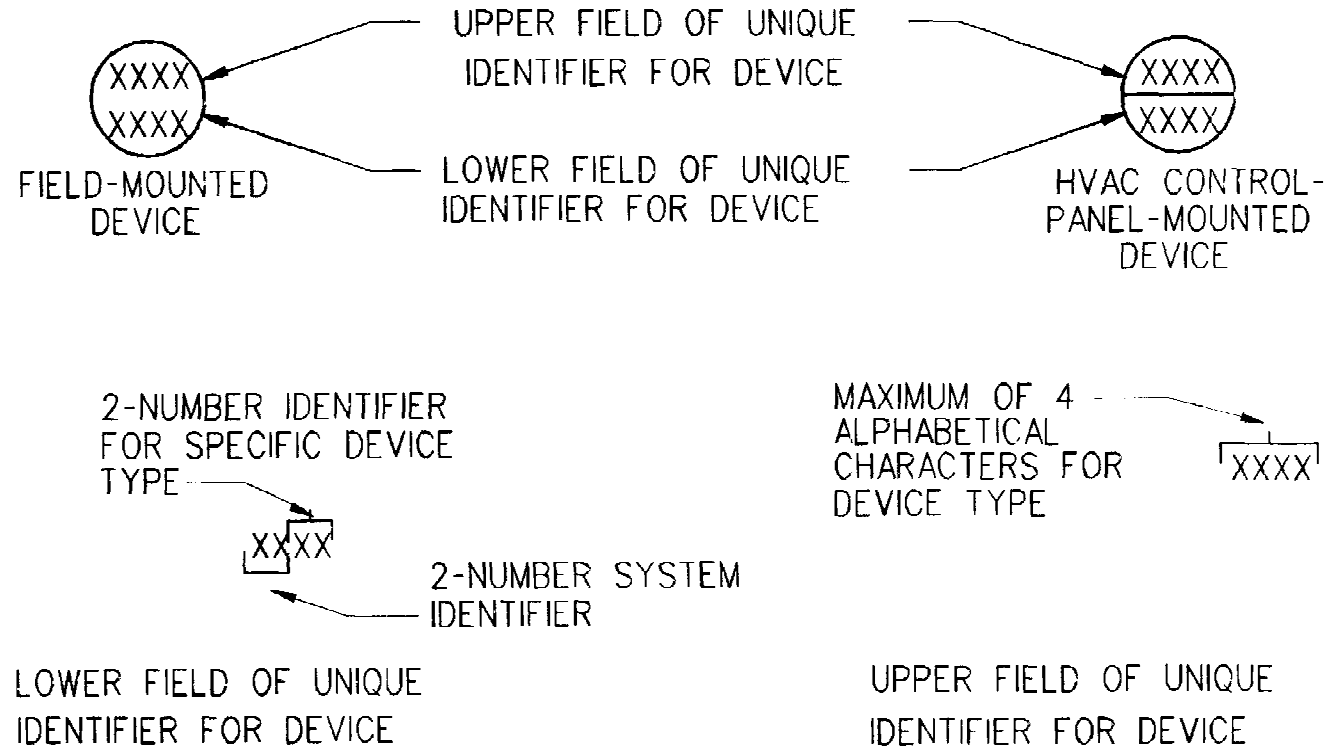 UPPER FIELD OF UNIQUE
IDENTIFIER FOR DEVICE
XXXX
XXXX
FIELD-MOUNTED
DEVICE
LOWER FIELD OF UNIQUE
IDENTIFIER FOR DEVICE
XXXX
XXXX
HVAC CONTROL-
PANEL-MOUNTED
DEVICE
2-NUMBER IDENTIFIER
FOR SPECIFIC DEVICE
TYPE
XXXX
2-NUMBER SYSTEM
IDENTIFIER
LOWER FIELD OF UNIQUE
IDENTIFIER FOR DEVICE
MAXIMUM OF 4
ALPHABETICAL
CHARACTERS FOR
DEVICE TYPE
XXXX
UPPER FIELD OF UNIQUE
IDENTIFIER FOR DEVICE